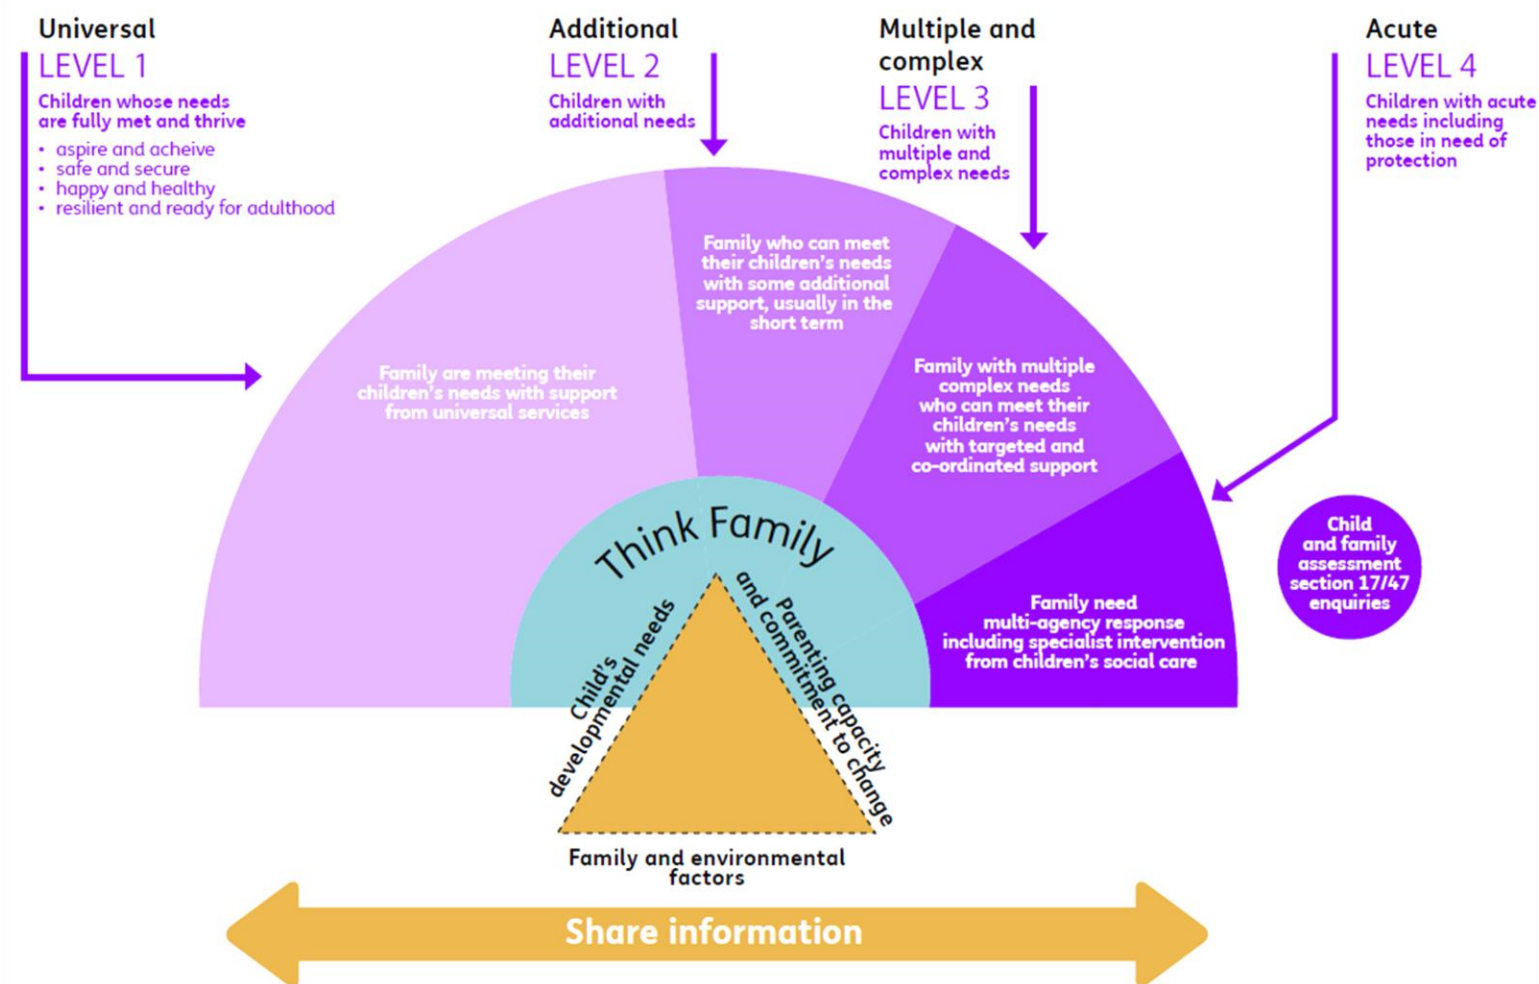 Universal
LEVEL 1
Children whose needs
are fully met and thrive
• aspire and acheive
• safe and secure
• happy and healthy
• resilient and ready for adulthood
Additional
LEVEL 2
Children with
additional needs
Multiple and
complex
LEVEL 3
Children with
multiple and
complex needs
Acute
LEVEL 4
Children with acute
needs including
those in need of
protection
Family are meeting their
children's needs with support
from universal services
Family who can meet
their children's needs
with some additional
support, usually in the
short term
Family with multiple
complex needs
who can meet their
children's needs
with targeted and
co-ordinated support
Family need
multi-agency response
including specialist intervention
from children's social care
Child
and family
assessment
section 17/47
enquiries
Think Family
Child's
developmental needs
Parenting capacity
and commitment to change
Family and environmental
factors
Share information